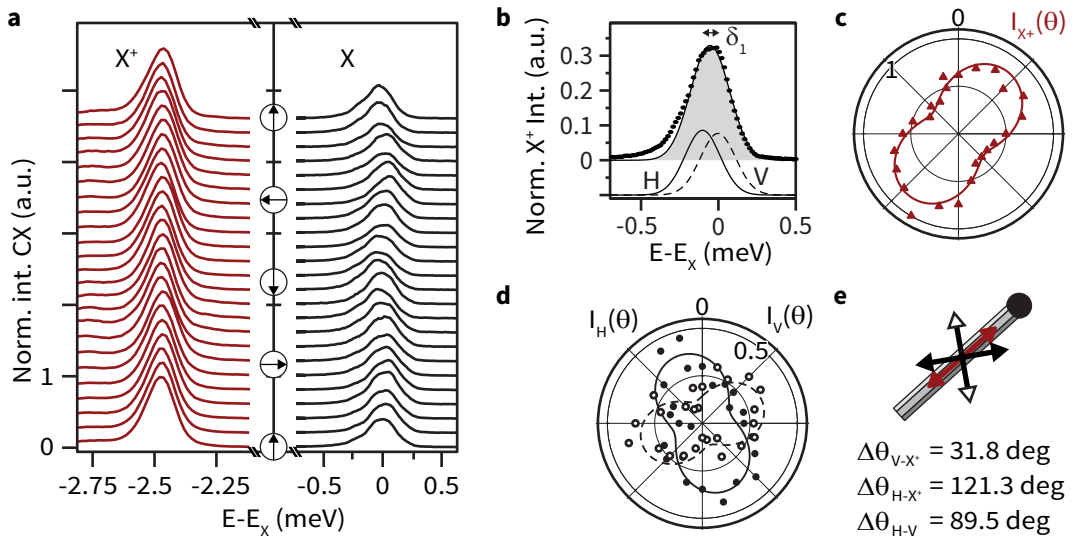 a
X⁺
X
Norm. int. CX (a.u.)
1
0
-2.75
-2.5
-2.25
-0.5
0
0.5
E-E_X (meV)
b
δ₁
Norm. X⁺ Int. (a.u.)
0.3
0.2
0.1
0
H
V
-0.5
0
0.5
E-E_X (meV)
c
0
I_X+(θ)
1
d
0
I_H(θ)
I_V(θ)
0.5
e
Δθ_V-X⁺ = 31.8 deg
Δθ_H-X⁺ = 121.3 deg
Δθ_H-V = 89.5 deg